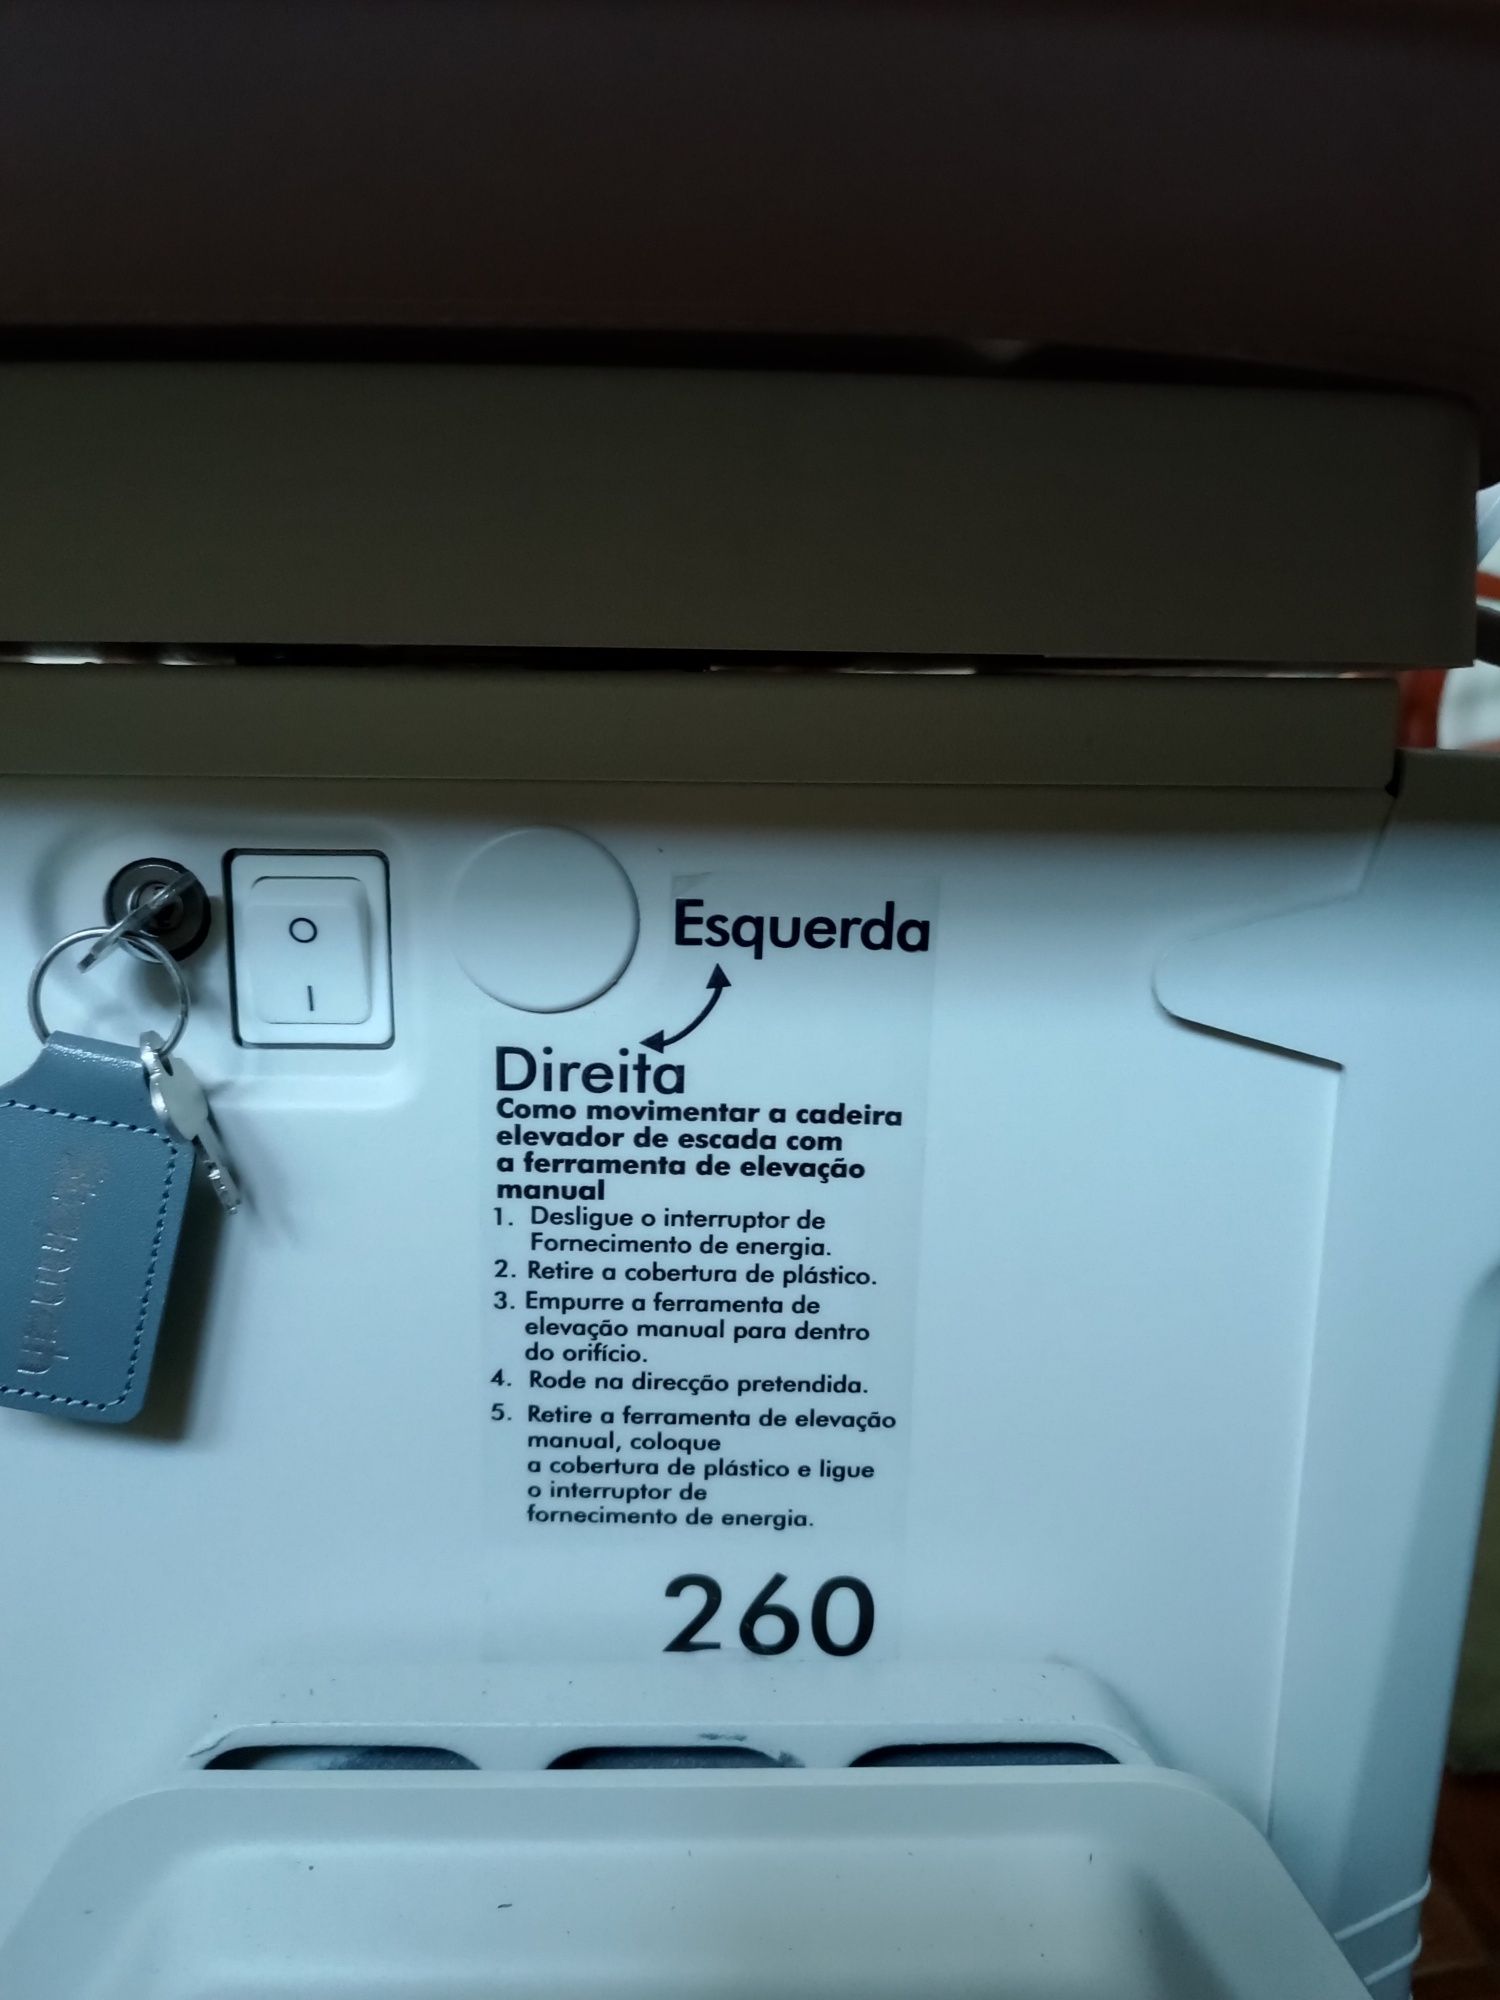 Esquerda
Direita
Como movimentar a cadeira
elevador de escada com
a ferramenta de elevação
manual
1. Desligue o interruptor de
Fornecimento de energia.
2. Retire a cobertura de plástico.
3. Empurre a ferramenta de
elevação manual para dentro
do orifício.
4. Rode na direcção pretendida.
5. Retire a ferramenta de elevação
manual, coloque
a cobertura de plástico e ligue
o interruptor de
fornecimento de energia.
260